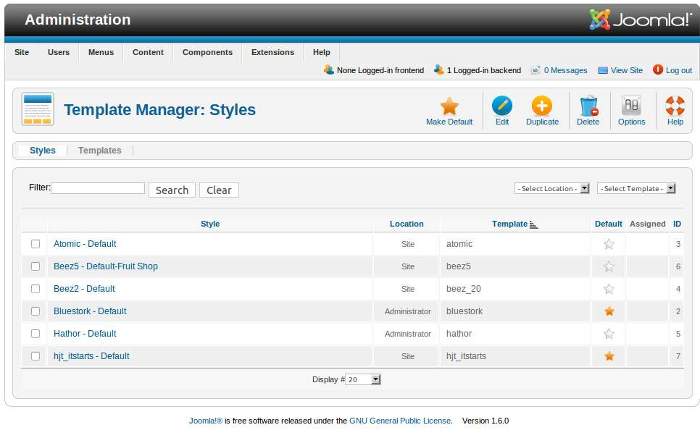 Administration
Joomla!®
Site Users Menus Content Components Extensions Help
None Logged-in frontend 1 Logged-in backend 0 Messages View Site Log out
Template Manager: Styles
Make Default Edit Duplicate Delete Options Help
Styles Templates
Filter: Search Clear - Select Location - - Select Template -
Style Location Template Default Assigned ID
Atomic - Default Site atomic 3
Beez5 - Default-Fruit Shop Site beez5 6
Beez2 - Default Site beez_20 4
Bluestork - Default Administrator bluestork 2
Hathor - Default Administrator hathor 5
hjt_itstarts - Default Site hjt_itstarts 7
Display # 20
Joomla!® is free software released under the GNU General Public License. Version 1.6.0